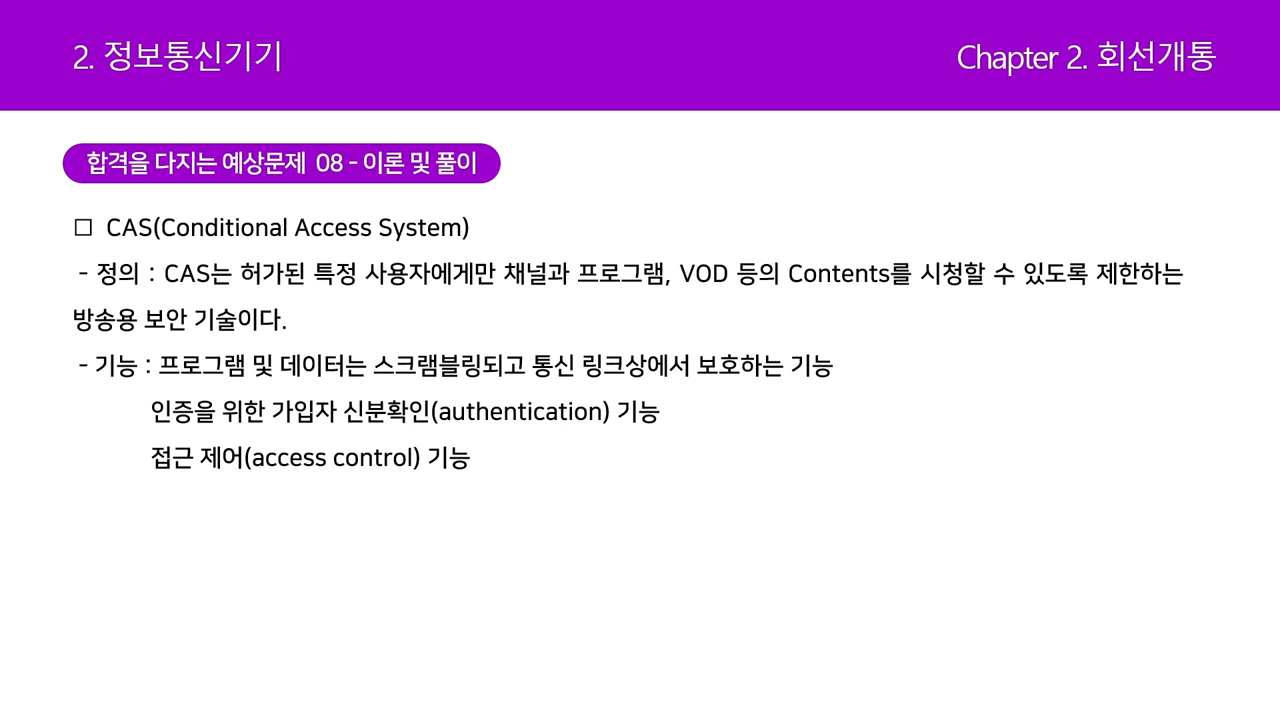 2. 정보통신기기
Chapter 2. 회선개통
합격을 다지는 예상문제 08 - 이론 및 풀이
□ CAS(Conditional Access System)
- 정의 : CAS는 허가된 특정 사용자에게만 채널과 프로그램, VOD 등의 Contents를 시청할 수 있도록 제한하는
방송용 보안 기술이다.
- 기능 : 프로그램 및 데이터는 스크램블링되고 통신 링크상에서 보호하는 기능
인증을 위한 가입자 신분확인(authentication) 기능
접근 제어(access control) 기능